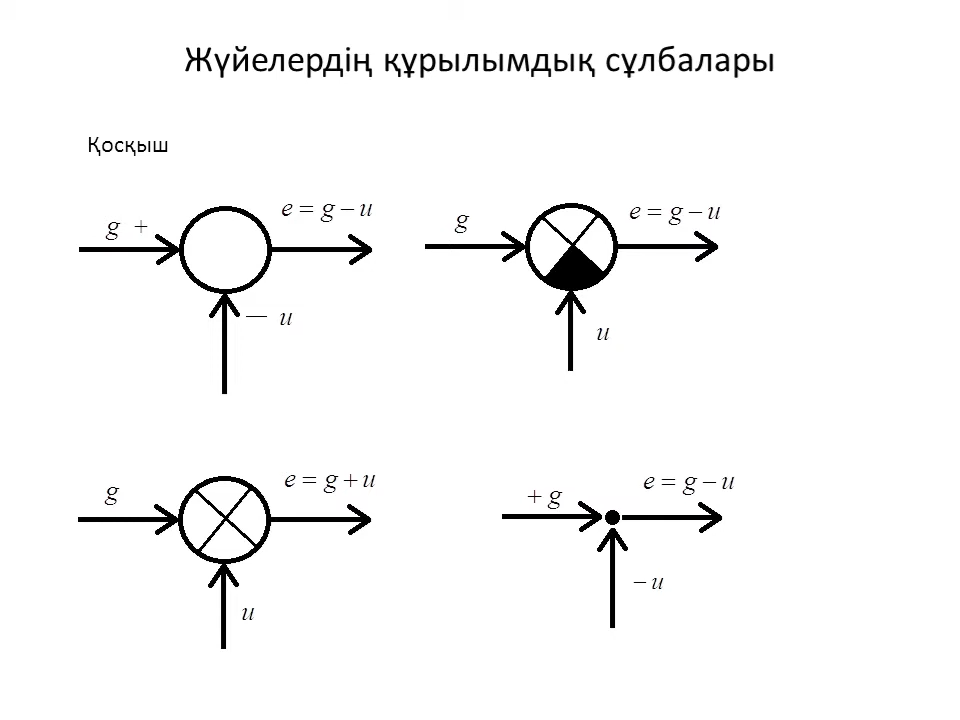 Жүйелердің құрылымдық сұлбалары
Қосқыш
g +
e = g − u
— u
g
e = g − u
u
g
e = g + u
u
+ g
e = g − u
− u